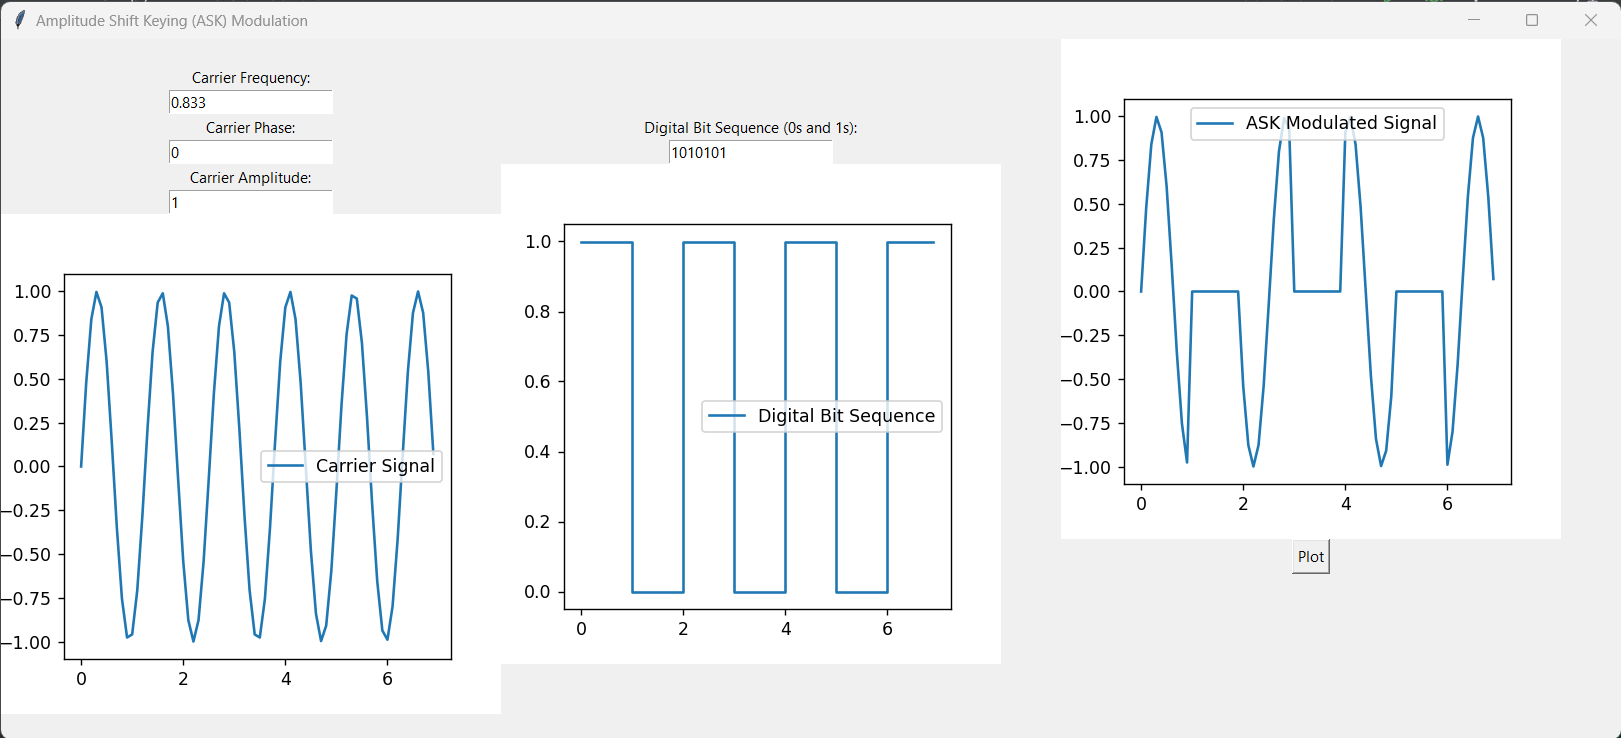 Amplitude Shift Keying (ASK) Modulation
Carrier Frequency:
0.833
Carrier Phase:
0
Carrier Amplitude:
1
1.00
0.75
0.50
0.25
0.00
−0.25
−0.50
−0.75
−1.00
Carrier Signal
0 2 4 6
Digital Bit Sequence (0s and 1s):
1010101
1.0
0.8
0.6
0.4
0.2
0.0
Digital Bit Sequence
0 2 4 6
ASK Modulated Signal
1.00
0.75
0.50
0.25
0.00
−0.25
−0.50
−0.75
−1.00
0 2 4 6
Plot